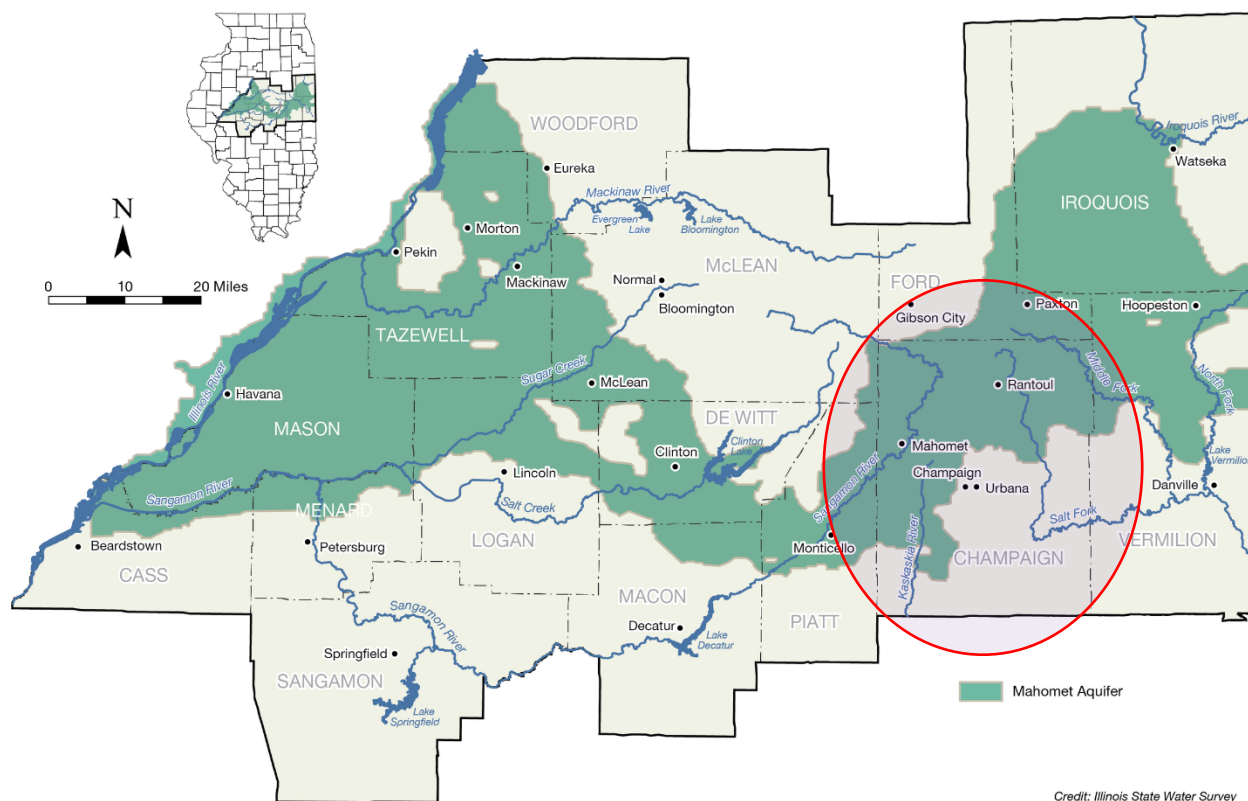 WOODFORD
Eureka
Iroquois River
Watseka
N
Mackinaw River
Evergreen
Lake
Lake
Bloomington
IROQUOIS
Morton
Pekin
Mackinaw
McLEAN
Normal
Bloomington
FORD
Gibson City
Paxton
Hoopeston
0
10
20 Miles
TAZEWELL
Illinois River
Sugar Creek
Havana
McLean
Rantoul
Middle Fork
North Fork
MASON
DE WITT
Clinton
Lake
Clinton
Mahomet
Lake
Vermilion
Lincoln
Sangamon River
Champaign
Urbana
Danville
Sangamon River
MENARD
Salt Creek
Salt Fork
Beardstown
Petersburg
LOGAN
Monticello
Kaskaskia River
CHAMPAIGN
VERMILION
CASS
MACON
Sangamon
River
Decatur
Lake
Decatur
PIATT
Springfield
SANGAMON
Lake
Springfield
Mahomet Aquifer
Credit: Illinois State Water Survey